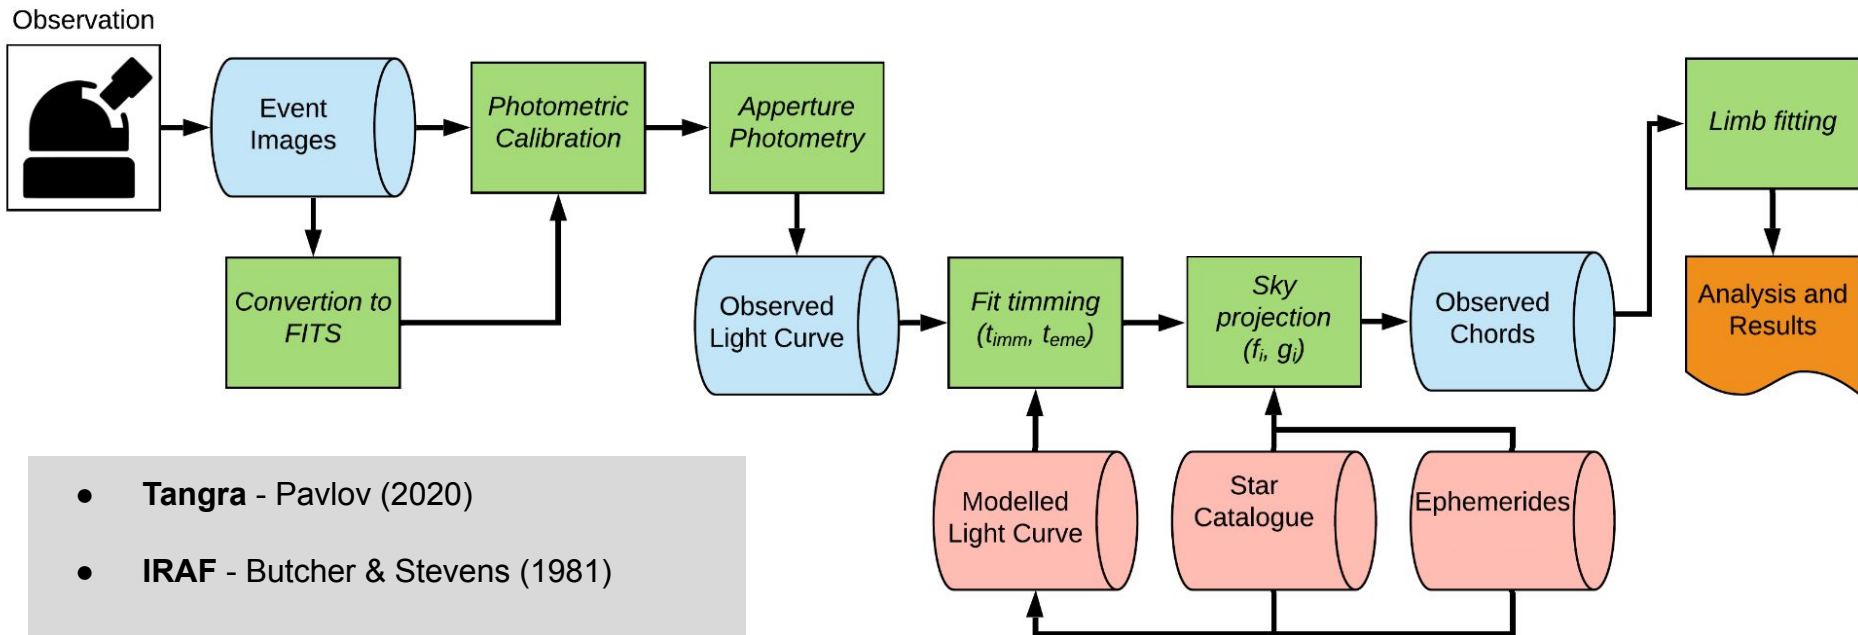 Observation
Event
Images
Photometric
Calibration
Apperture
Photometry
Limb fitting
Convertion to
FITS
Observed
Light Curve
Fit timming
(timm, teme)
Sky
projection
(fi, gi)
Observed
Chords
Analysis and
Results
Modelled
Light Curve
Star
Catalogue
Ephemerides
● Tangra - Pavlov (2020)
● IRAF - Butcher & Stevens (1981)